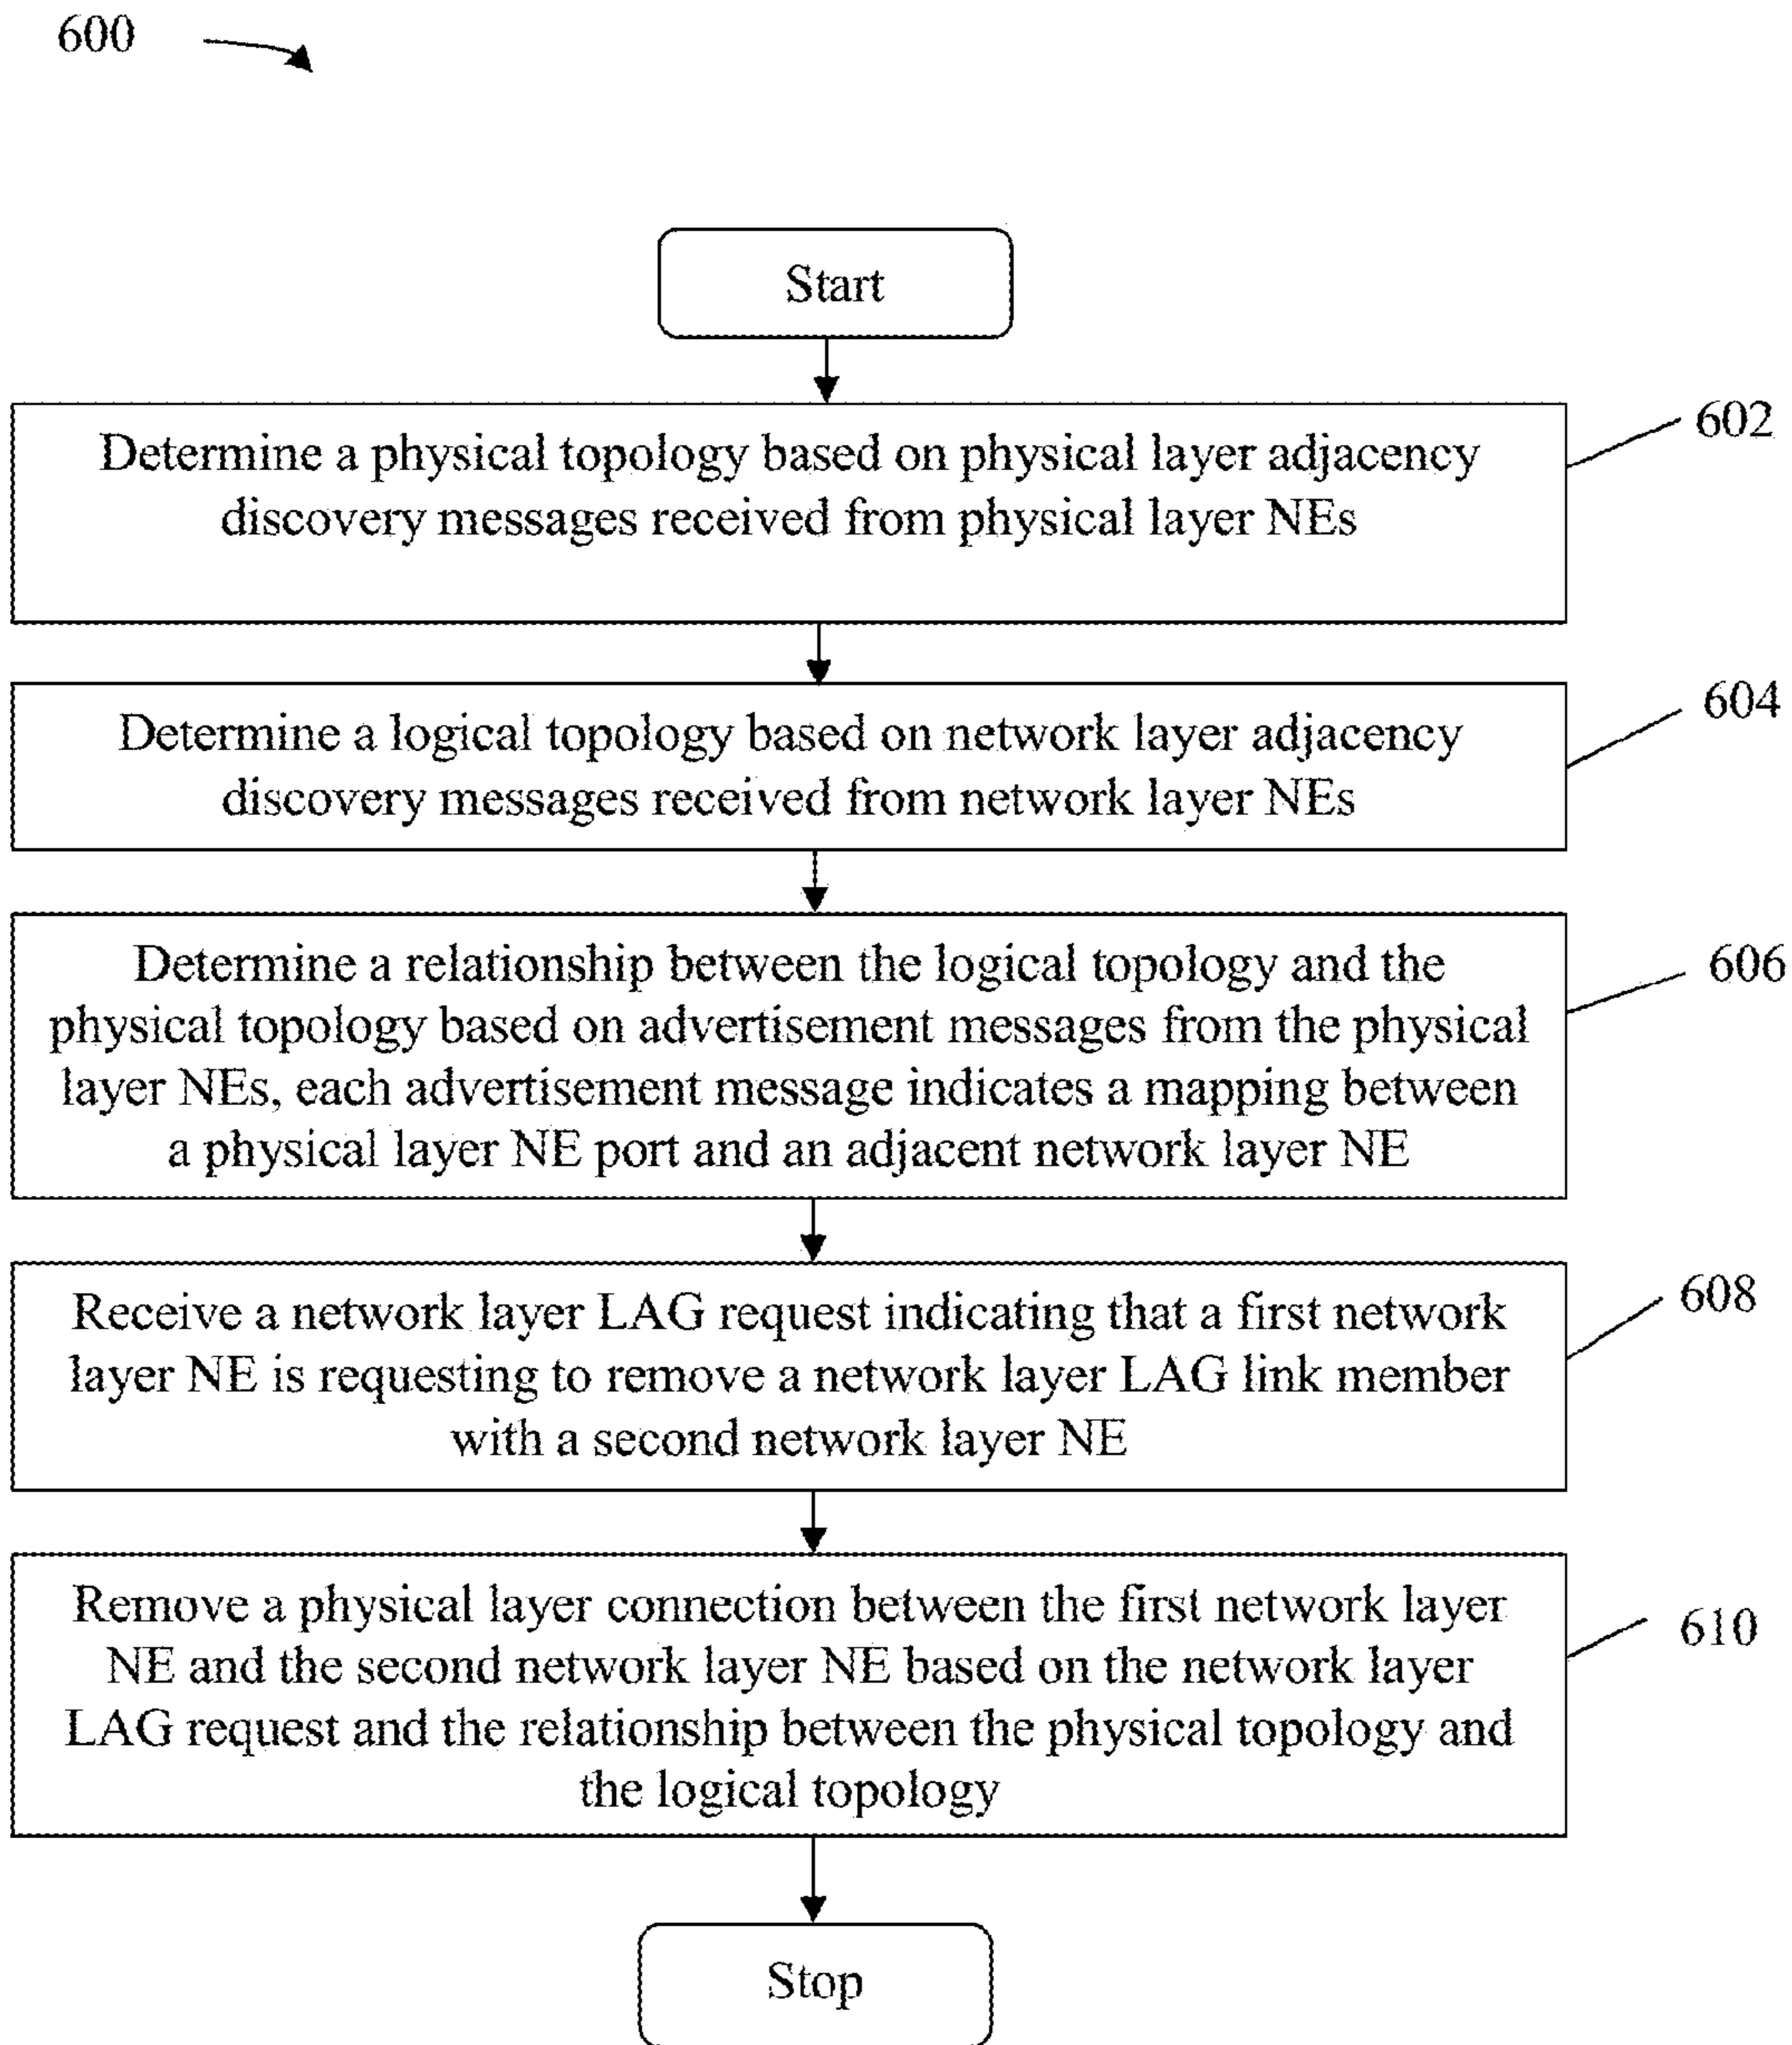 600
Start
Determine a physical topology based on physical layer adjacency
discovery messages received from physical layer NEs
602
Determine a logical topology based on network layer adjacency
discovery messages received from network layer NEs
604
Determine a relationship between the logical topology and the
physical topology based on advertisement messages from the physical
layer NEs, each advertisement message indicates a mapping between
a physical layer NE port and an adjacent network layer NE
606
Receive a network layer LAG request indicating that a first network
layer NE is requesting to remove a network layer LAG link member
with a second network layer NE
608
Remove a physical layer connection between the first network layer
NE and the second network layer NE based on the network layer
LAG request and the relationship between the physical topology and
the logical topology
610
Stop